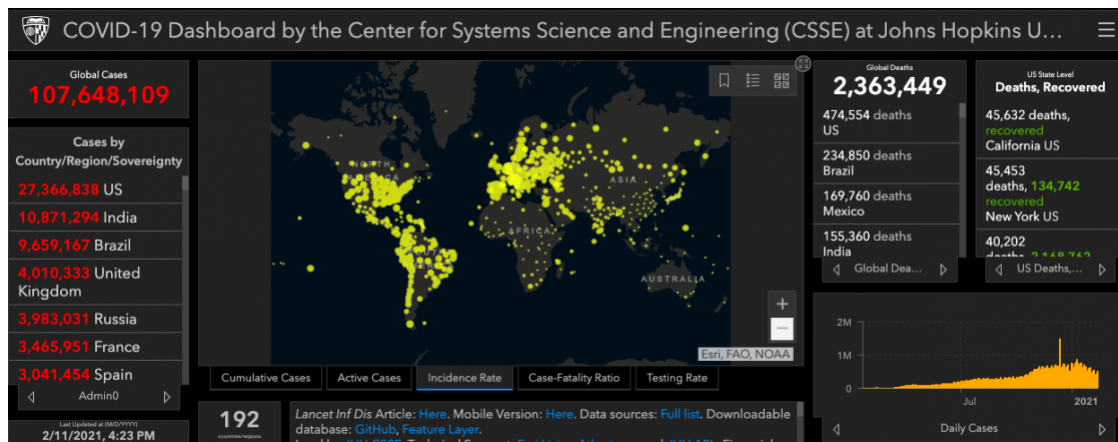 COVID-19 Dashboard by the Center for Systems Science and Engineering (CSSE) at Johns Hopkins U...
Global Cases
107,648,109
Cases by
Country/Region/Sovereignty
27,366,838 US
10,871,294 India
9,659,167 Brazil
4,010,333 United
Kingdom
3,983,031 Russia
3,465,951 France
3,041,454 Spain
Admin0
Last Updated at (M/D/YYYY)
2/11/2021, 4:23 PM
NORTH
AMERICA
ASIA
AFRICA
SOUTH
AUSTRALIA
Esri, FAO, NOAA
Cumulative Cases
Active Cases
Incidence Rate
Case-Fatality Ratio
Testing Rate
192
countries/regions
Lancet Inf Dis Article: Here. Mobile Version: Here. Data sources: Full list. Downloadable
database: GitHub, Feature Layer.
Global Deaths
2,363,449
474,554 deaths
US
234,850 deaths
Brazil
169,760 deaths
Mexico
155,360 deaths
India
Global Dea...
US State Level
Deaths, Recovered
45,632 deaths,
recovered
California US
45,453
deaths, 134,742
recovered
New York US
40,202
deaths, 2,168,762
US Deaths,...
2M
1M
0
Jul
2021
Daily Cases